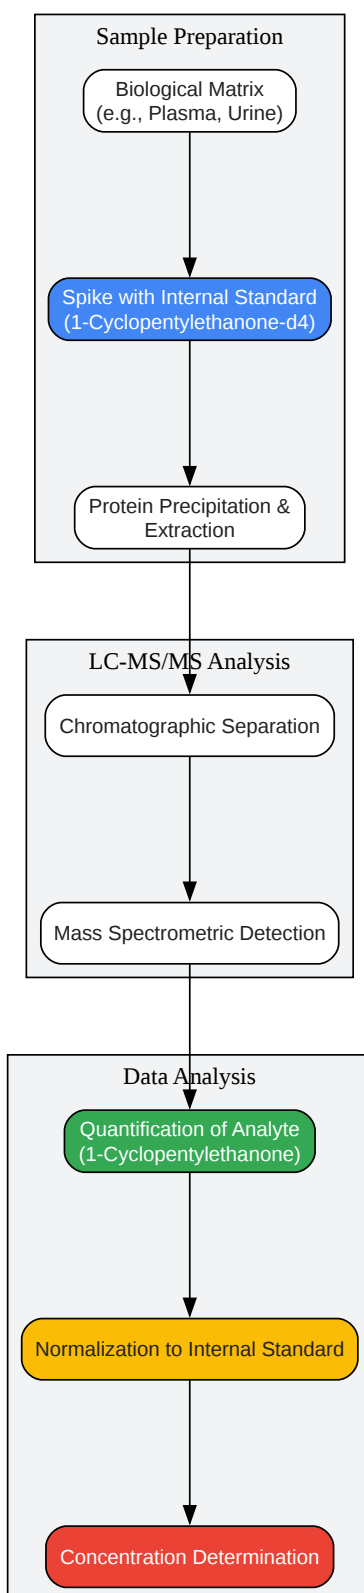 Sample Preparation
Biological Matrix
(e.g., Plasma, Urine)
Spike with Internal Standard
(1-Cyclopentylethanone-d4)
Protein Precipitation &
Extraction
LC-MS/MS Analysis
Chromatographic Separation
Mass Spectrometric Detection
Data Analysis
Quantification of Analyte
(1-Cyclopentylethanone)
Normalization to Internal Standard
Concentration Determination